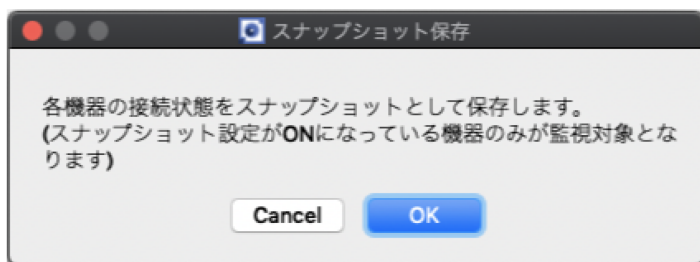 スナップショット保存
各機器の接続状態をスナップショットとして保存します。
(スナップショット設定がONになっている機器のみが監視対象とな
ります)
Cancel
OK